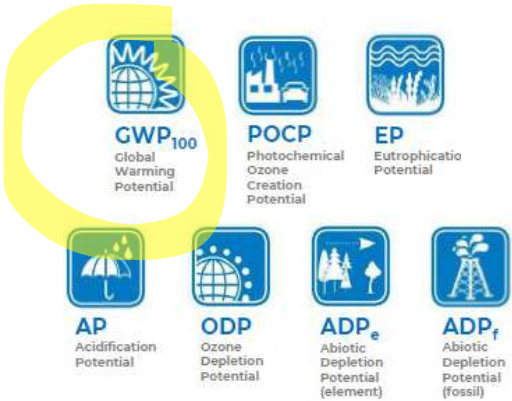 GWP100
Global
Warming
Potential
POCP
Photochemical
Ozone
Creation
Potential
EP
Eutrophicatio
Potential
AP
Acidification
Potential
ODP
Ozone
Depletion
Potential
ADPe
Abiotic
Depletion
Potential
(element)
ADPf
Abiotic
Depletion
Potential
(fossil)